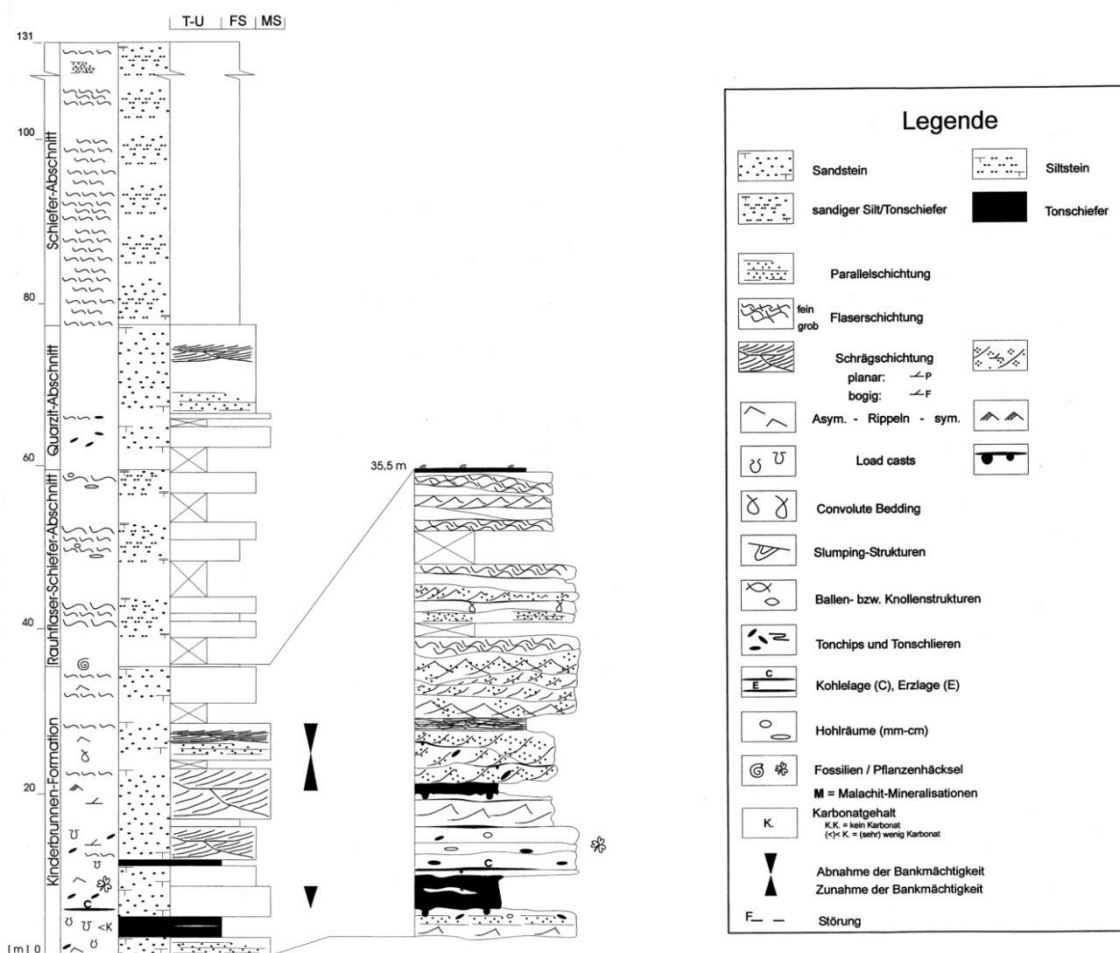 T-U FS MS
131
100
80
60
40
20
[m] 0
Schiefer-Abschnitt
Quarzit-Abschnitt
Rauhflaser-Schiefer-Abschnitt
Kinderbrunnen-Formation
C
<K
35,5 m
C
Legende
Sandstein
Siltstein
sandiger Silt/Tonschiefer
Tonschiefer
Parallelschichtung
fein
grob
Flaserschichtung
Schrägschichtung
planar: P
bogig: F
Asym. - Rippeln - sym.
Load casts
Convolute Bedding
Slumping-Strukturen
Ballen- bzw. Knollenstrukturen
Tonchips und Tonschlieren
C
E
Kohlelage (C), Erzlage (E)
Hohlräume (mm-cm)
Fossilien / Pflanzenhäcksel
M = Malachit-Mineralisationen
K.
Karbonatgehalt
K.K. = kein Karbonat
(<)< K. = (sehr) wenig Karbonat
Abnahme der Bankmächtigkeit
Zunahme der Bankmächtigkeit
F
Störung